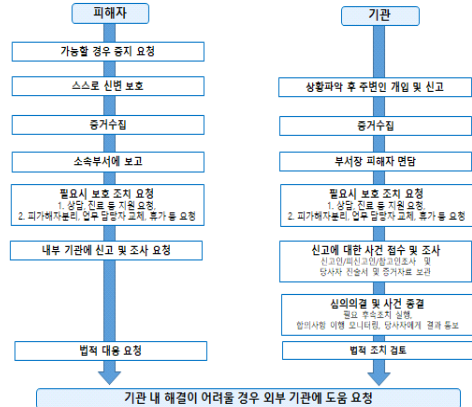 피해자
가능할 경우 중지 요청
스스로 신변 보호
증거수집
소속부서에 보고
필요시 보호 조치 요청
1. 상담, 진료 등 지원 요청,
2. 피가해자분리, 업무 담당자 교체, 휴가 등 요청
내부 기관에 신고 및 조사 요청
법적 대응 요청
기관
상황파악 후 주변인 개입 및 신고
증거수집
부서장 피해자 면담
필요시 보호 조치 요청
1. 상담, 진료 등 지원 요청,
2. 피가해자분리, 업무 담당자 교체, 휴가 등 요청
신고에 대한 사건 접수 및 조사
신고인/피신고인/참고인조사 및
당사자 진술서 및 증거자료 보관
심의의결 및 사건 종결
필요 후속조치 실행,
합의사항 이행 모니터링, 당사자에게 결과 통보
법적 조치 검토
기관 내 해결이 어려울 경우 외부 기관에 도움 요청